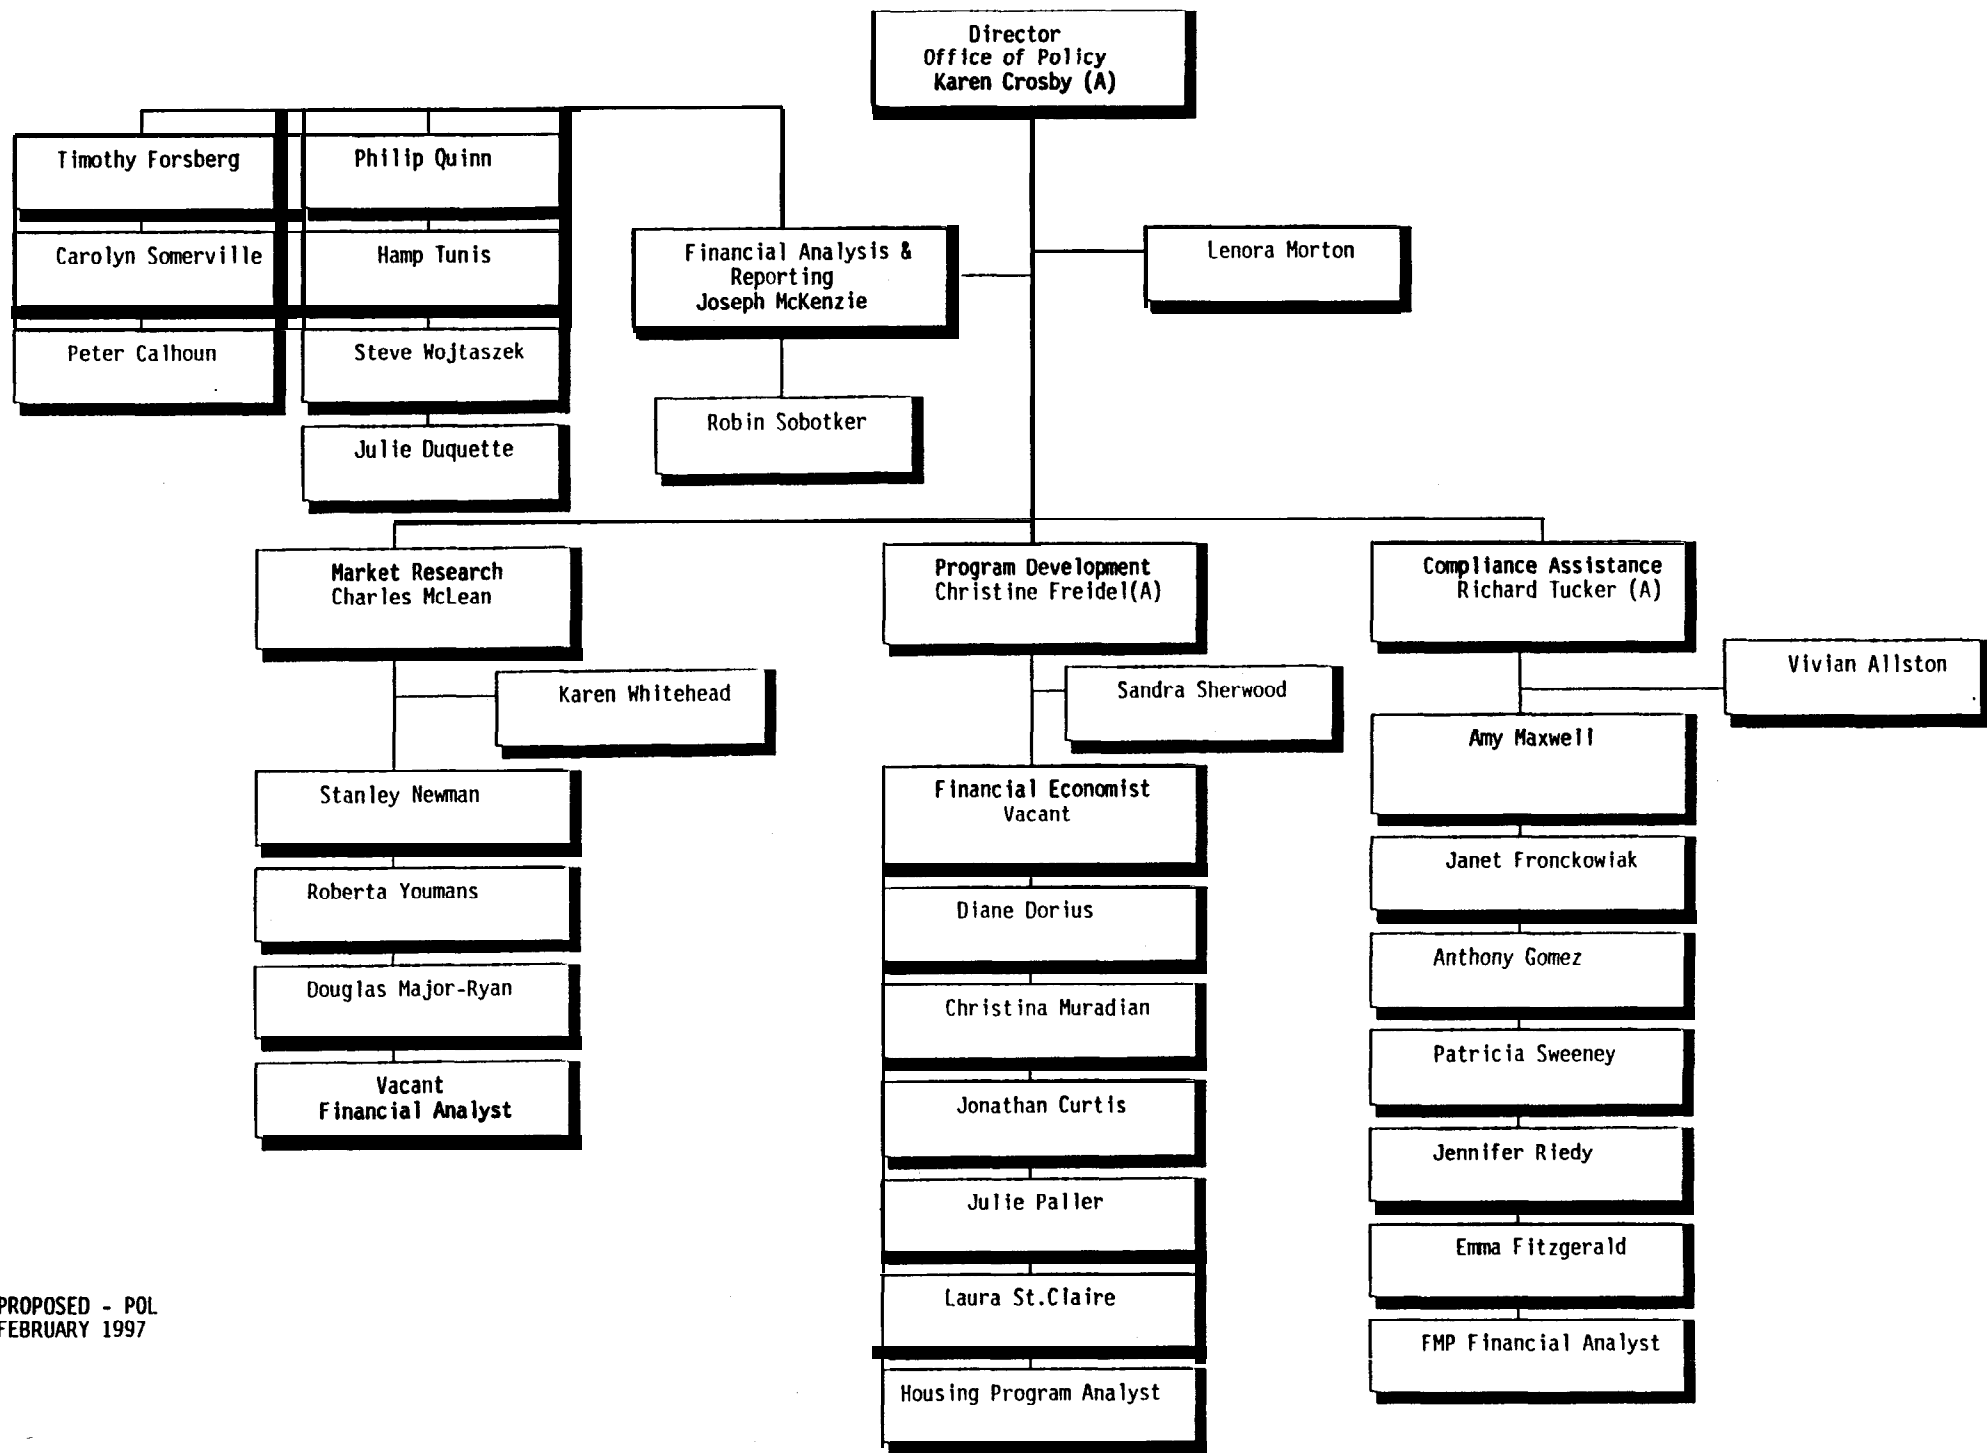 Director
Office of Policy
Karen Crosby (A)
Timothy Forsberg
Philip Quinn
Carolyn Somerville
Hamp Tunis
Financial Analysis &
Reporting
Joseph McKenzie
Lenora Morton
Peter Calhoun
Steve Wojtaszek
Robin Sobotker
Julie Duquette
Market Research
Charles McLean
Program Development
Christine Freidel(A)
Compliance Assistance
Richard Tucker (A)
Karen Whitehead
Sandra Sherwood
Vivian Allston
Stanley Newman
Roberta Youmans
Douglas Major-Ryan
Vacant
Financial Analyst
Financial Economist
Vacant
Diane Dorius
Christina Muradian
Jonathan Curtis
Julie Paller
Laura St.Claire
Housing Program Analyst
Amy Maxwell
Janet Fronckowiak
Anthony Gomez
Patricia Sweeney
Jennifer Riedy
Emma Fitzgerald
FMP Financial Analyst
PROPOSED - POL
FEBRUARY 1997